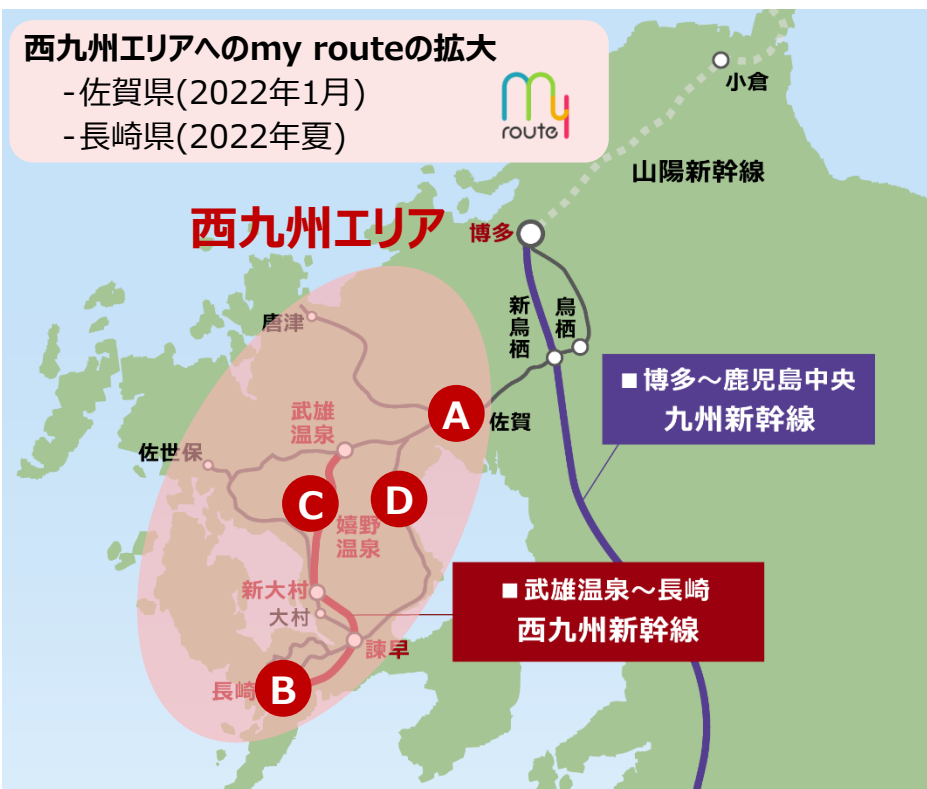 西九州エリアへのmy routeの拡大
-佐賀県(2022年1月)
-長崎県(2022年夏)
my
route
小倉
山陽新幹線
西九州エリア
博多
新鳥栖
鳥栖
唐津
■博多～鹿児島中央
九州新幹線
A
佐賀
武雄
温泉
佐世保
C
D
嬉野
温泉
新大村
大村
■武雄温泉～長崎
西九州新幹線
諫早
長崎
B